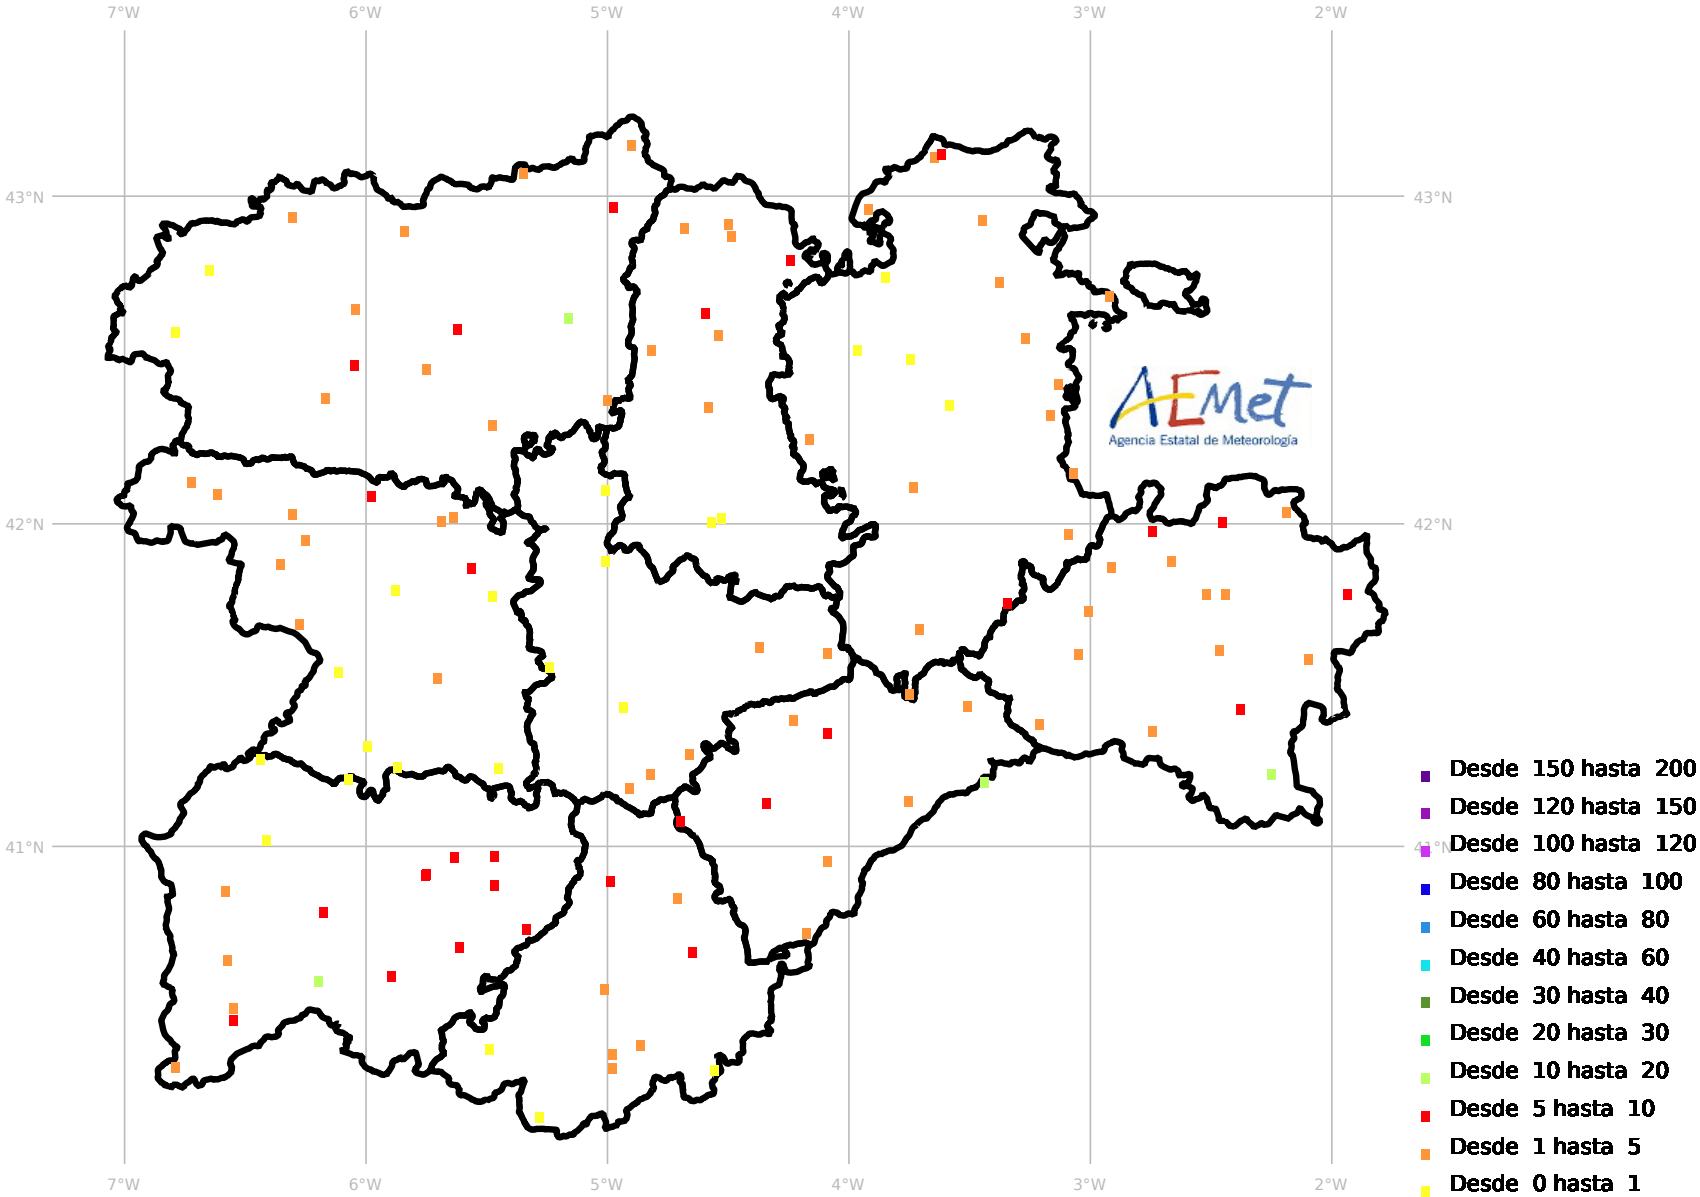 7°W 6°W 5°W 4°W 3°W 2°W
43°N 43°N
AEMet
Agencia Estatal de Meteorología
42°N 42°N
Desde 150 hasta 200
Desde 120 hasta 150
41°N 41°N
Desde 100 hasta 120
Desde 80 hasta 100
Desde 60 hasta 80
Desde 40 hasta 60
Desde 30 hasta 40
Desde 20 hasta 30
Desde 10 hasta 20
Desde 5 hasta 10
Desde 1 hasta 5
Desde 0 hasta 1
7°W 6°W 5°W 4°W 3°W 2°W